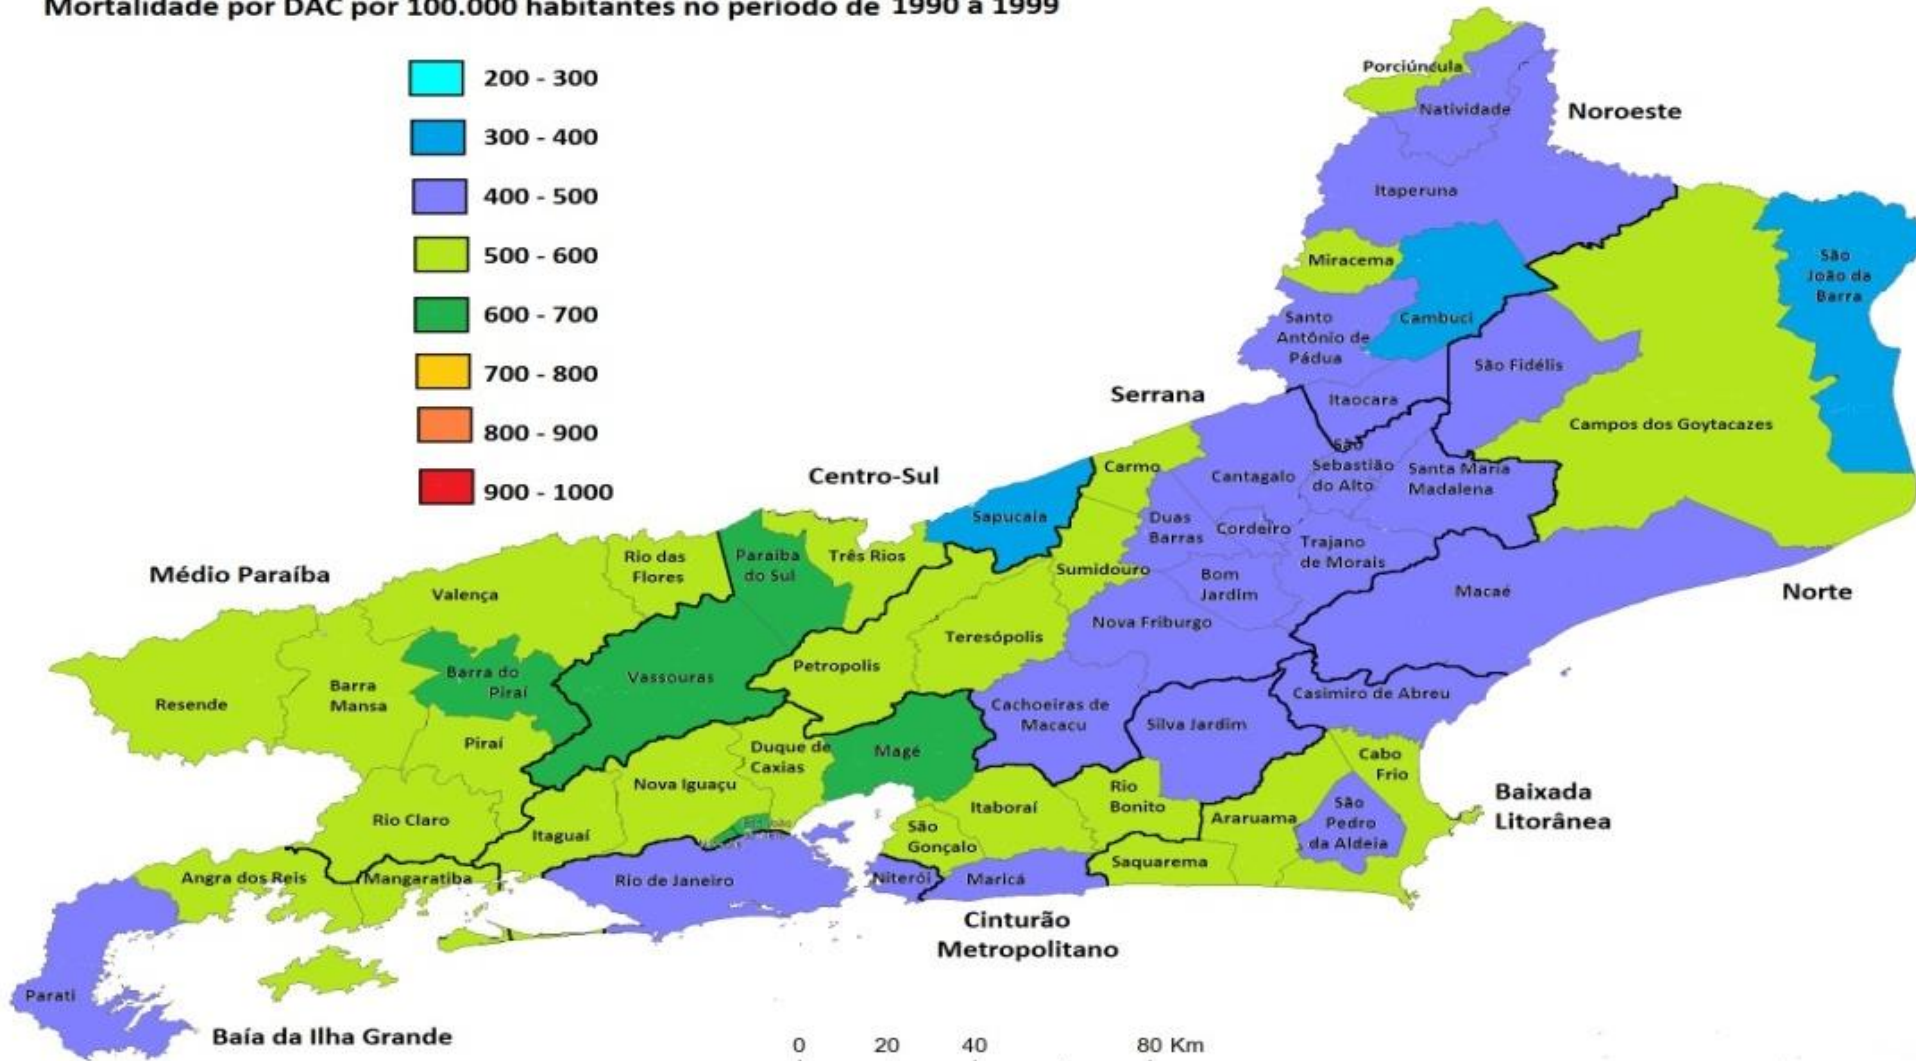 Mortalidade por DAC por 100.000 habitantes no período de 1990 a 1999
200 - 300
300 - 400
400 - 500
500 - 600
600 - 700
700 - 800
800 - 900
900 - 1000
Porciúncula
Natividade
Noroeste
Itaperuna
Miracema
São
João da
Barra
Cambuci
Santo
Antônio de
Pádua
São Fidélis
Itaocara
Serrana
Campos dos Goytacazes
São
Sebastião
do Alto
Carmo
Cantagalo
Santa Maria
Madalena
Centro-Sul
Sapucaia
Duas
Barras
Cordeiro
Trajano
de Morais
Rio das
Flores
Paraíba
do Sul
Três Rios
Sumidouro
Bom
Jardim
Médio Paraíba
Valença
Macaé
Norte
Nova Friburgo
Teresópolis
Petropolis
Barra do
Piraí
Vassouras
Resende
Barra
Mansa
Cachoeiras de
Macacu
Silva Jardim
Casimiro de Abreu
Piraí
Duque de
Caxias
Magé
Cabo
Frio
Nova Iguaçu
Rio
Bonito
Baixada
Litorânea
Itaboraí
São
Pedro
da Aldeia
Araruama
Rio Claro
Itaguaí
São
Gonçalo
Saquarema
Angra dos Reis
Mangaratiba
Rio de Janeiro
Niterói
Maricá
Cinturão
Metropolitano
Parati
Baía da Ilha Grande
0 20 40 80 Km